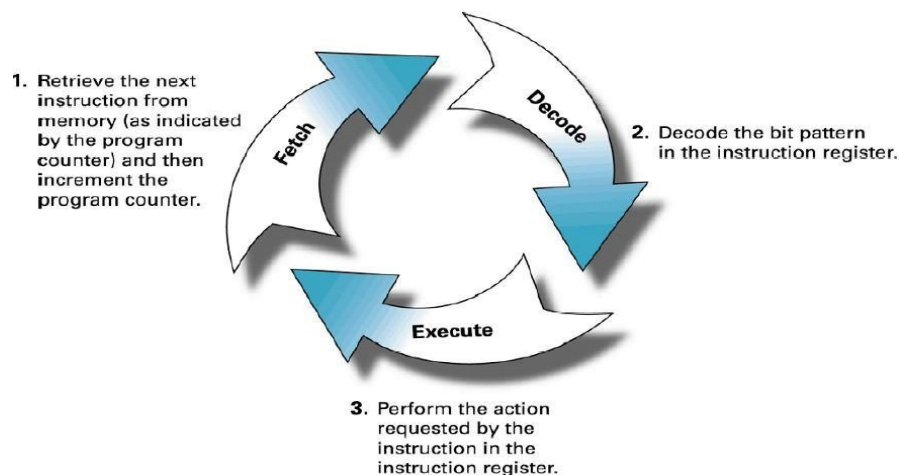 1. Retrieve the next
instruction from
memory (as indicated
by the program
counter) and then
increment the
program counter.
Fetch
Decode
2. Decode the bit pattern
in the instruction register.
Execute
3. Perform the action
requested by the
instruction in the
instruction register.